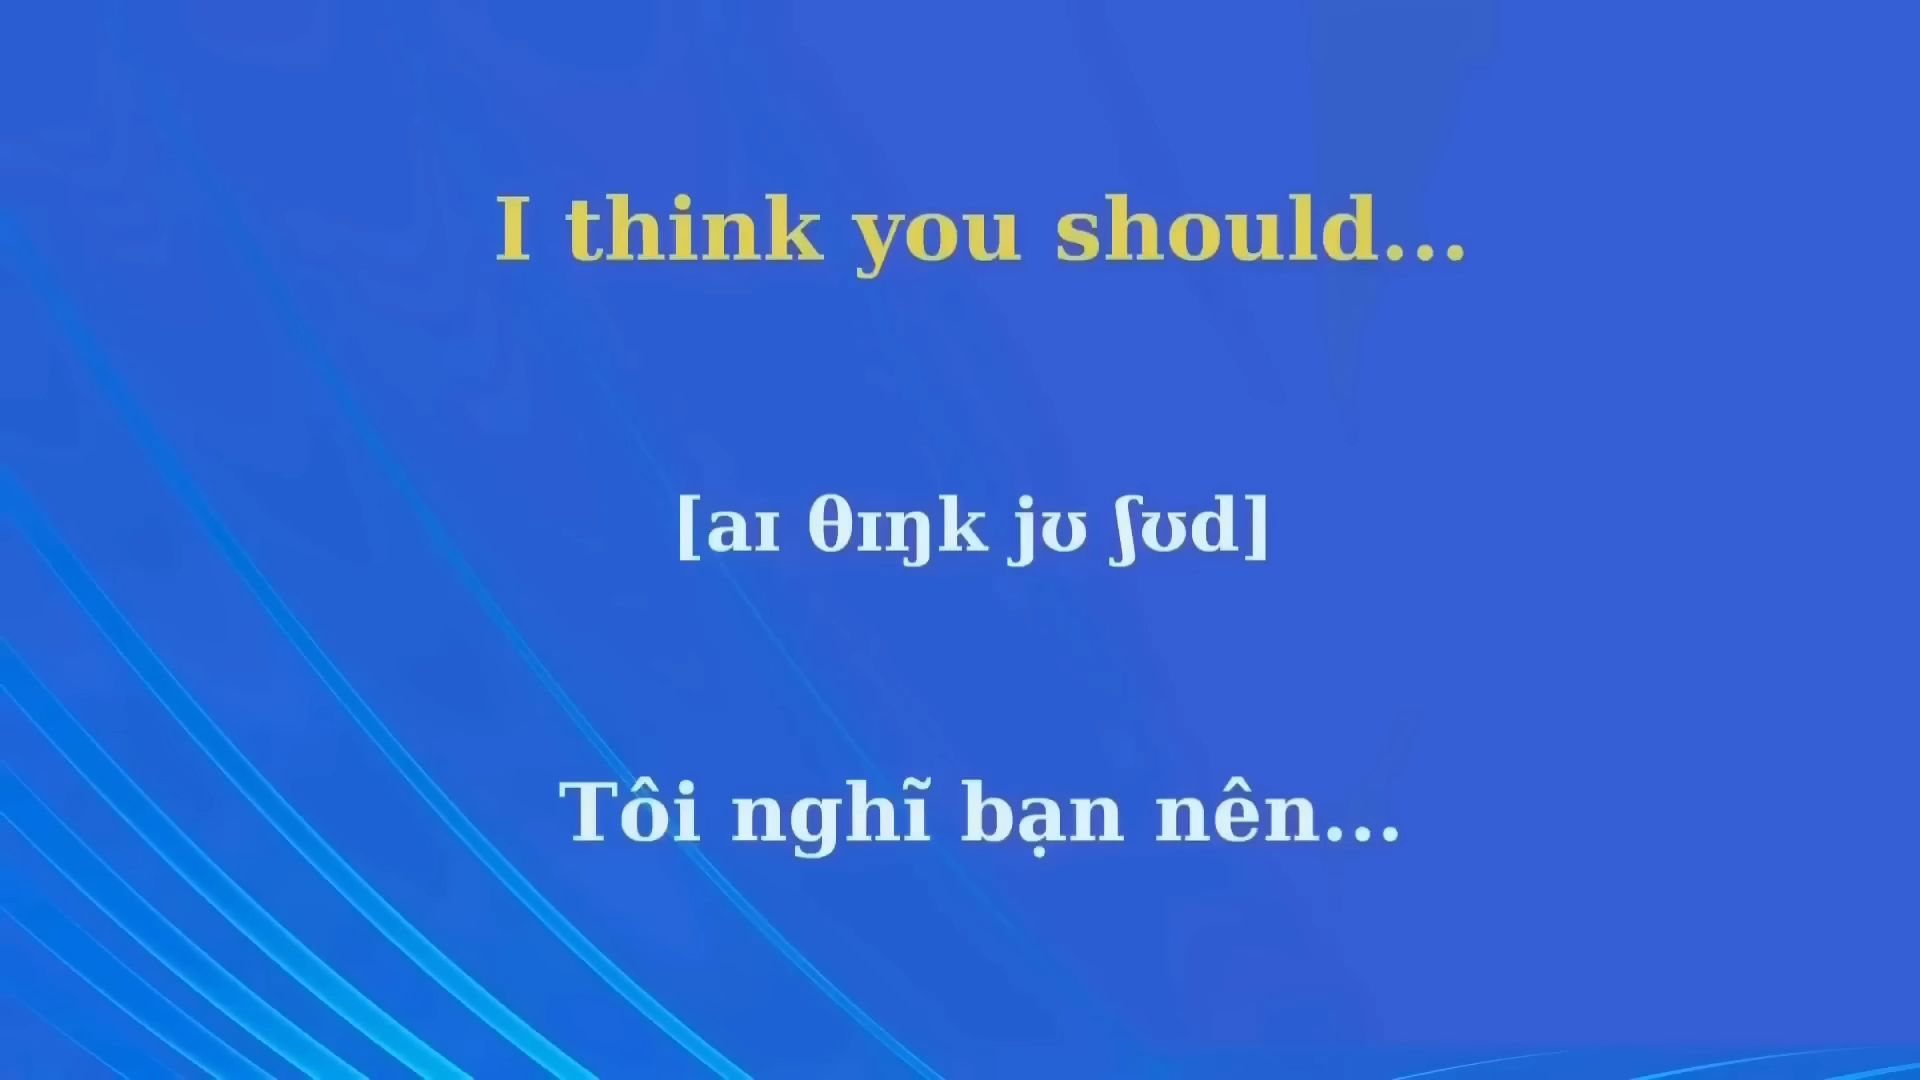 I think you should...
[aɪ θɪŋk jʊ ʃʊd]
Tôi nghĩ bạn nên...